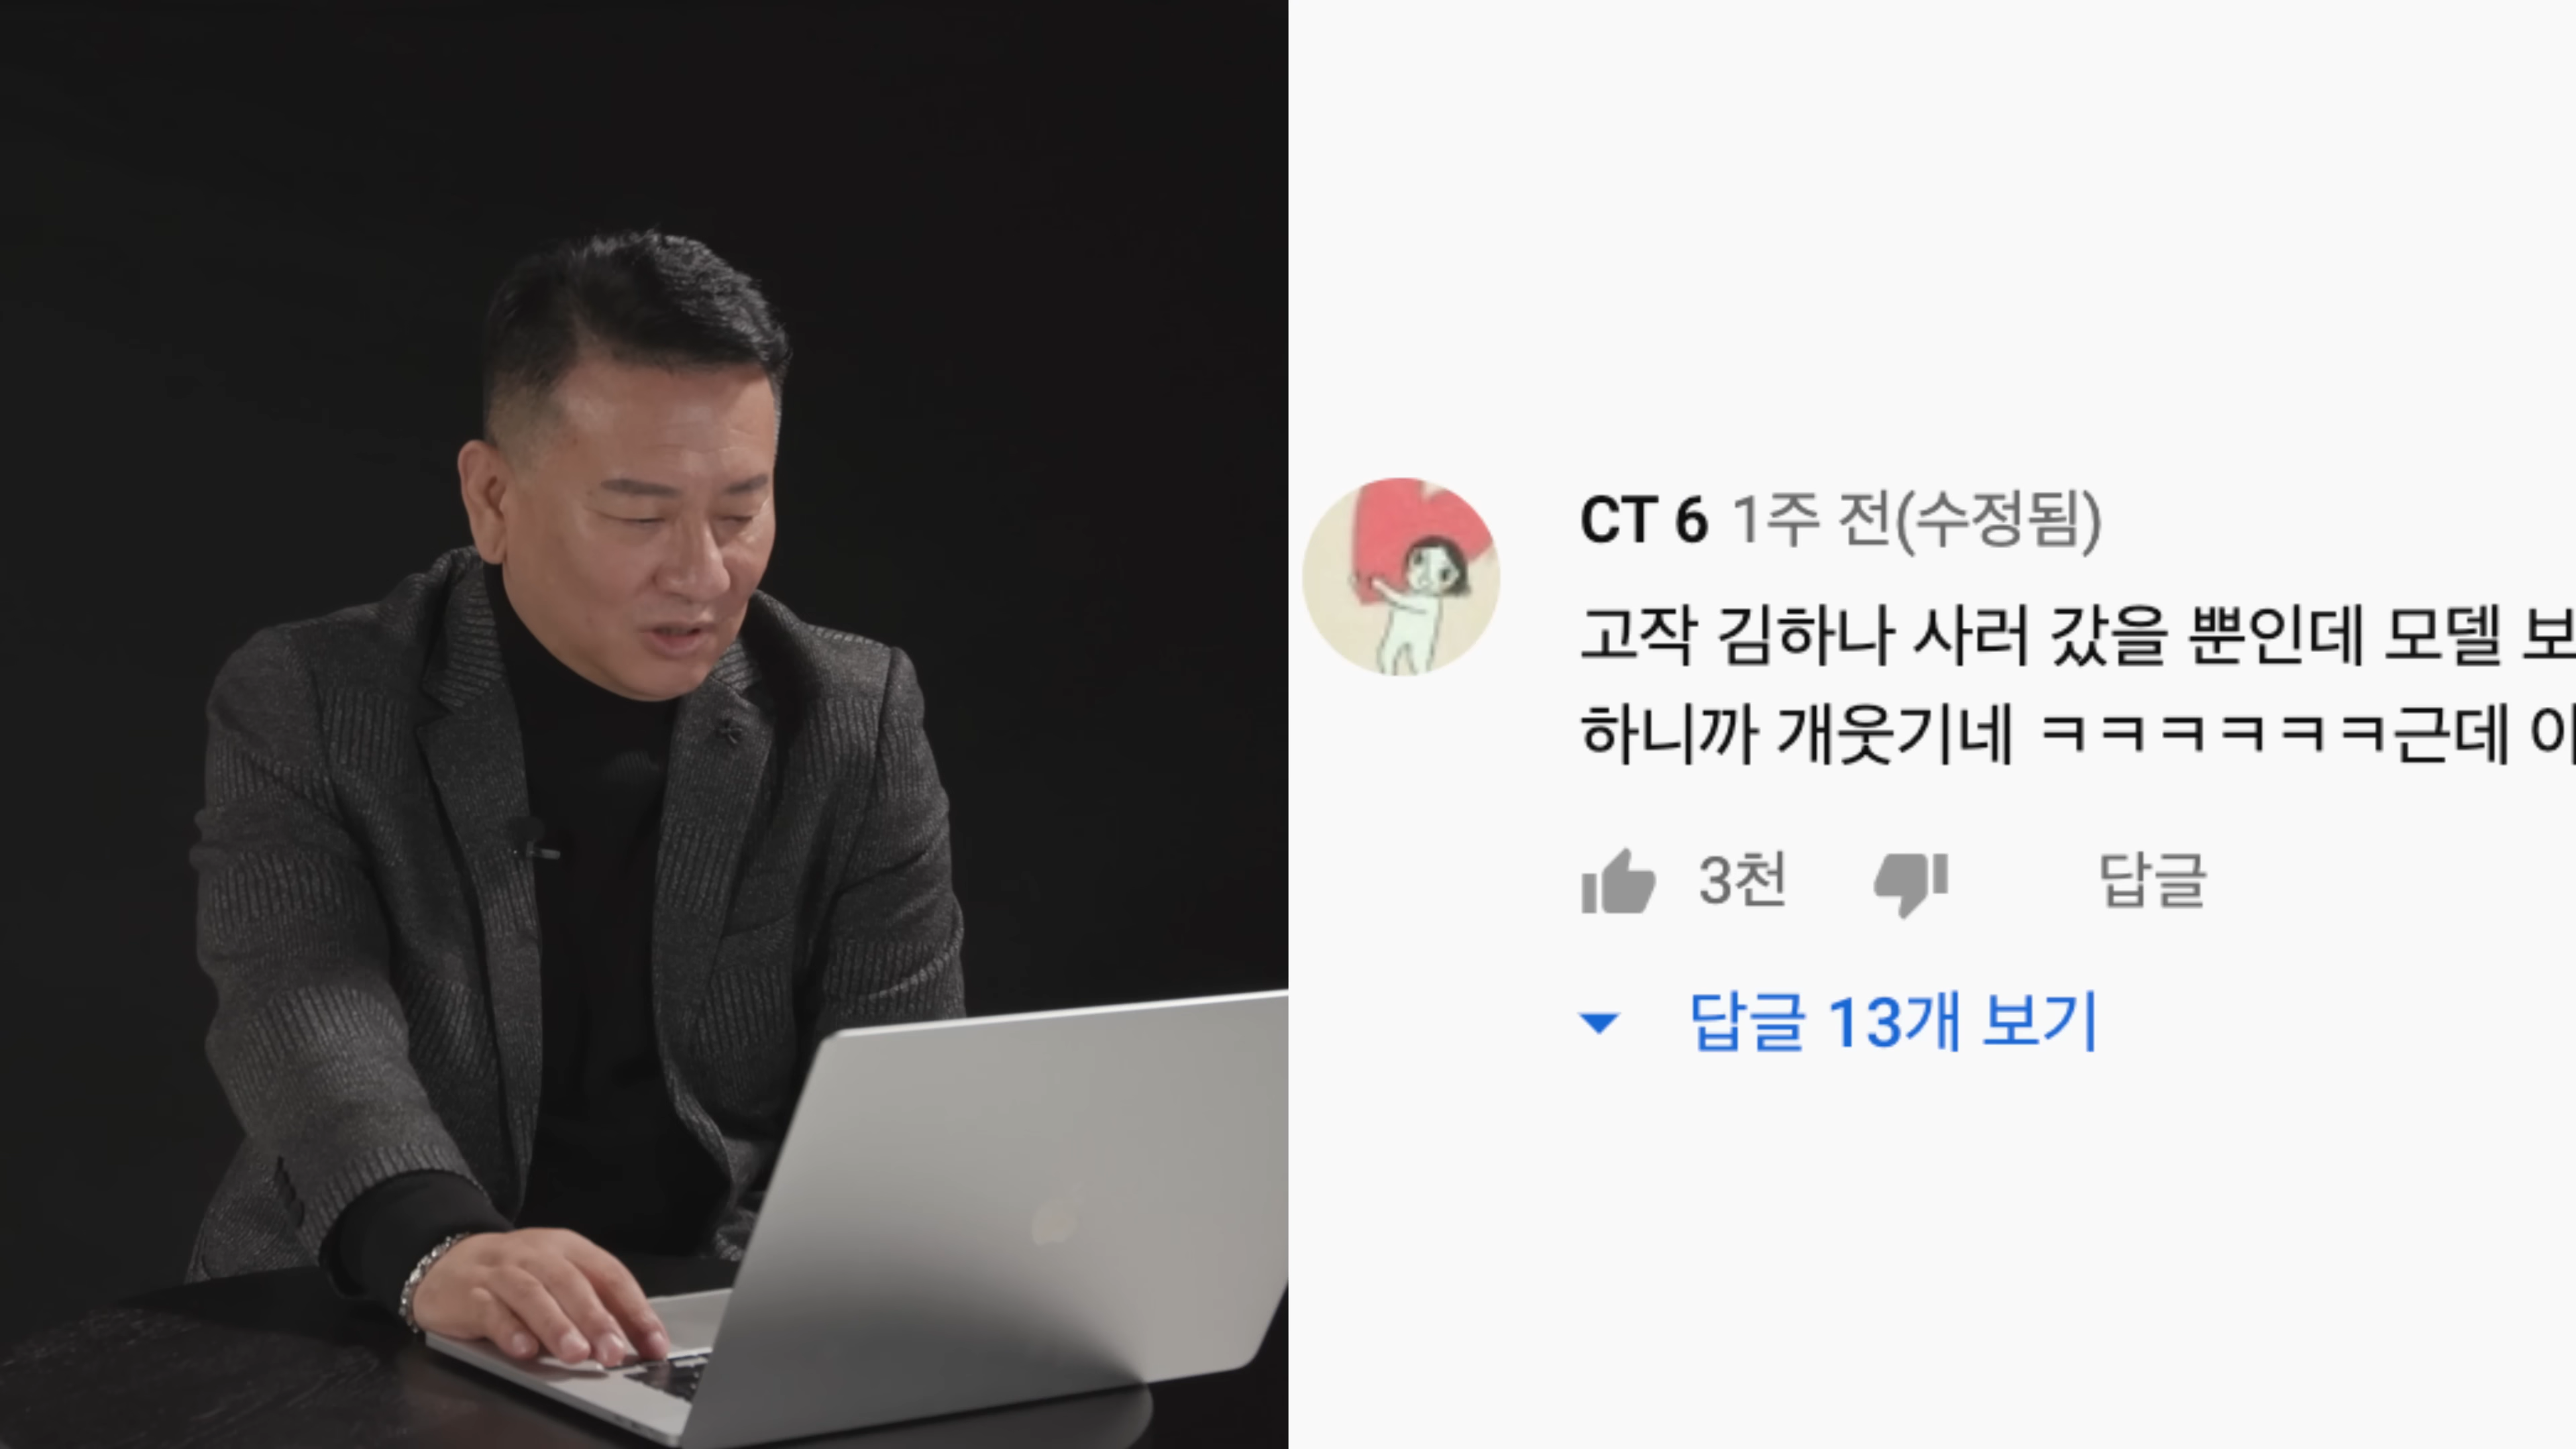 CT 6 1주 전(수정됨)
고작 김하나 사러 갔을 뿐인데 모델 보
하니까 개웃기네 ㅋㅋㅋㅋㅋㅋ근데 이
3천 답글
답글 13개 보기